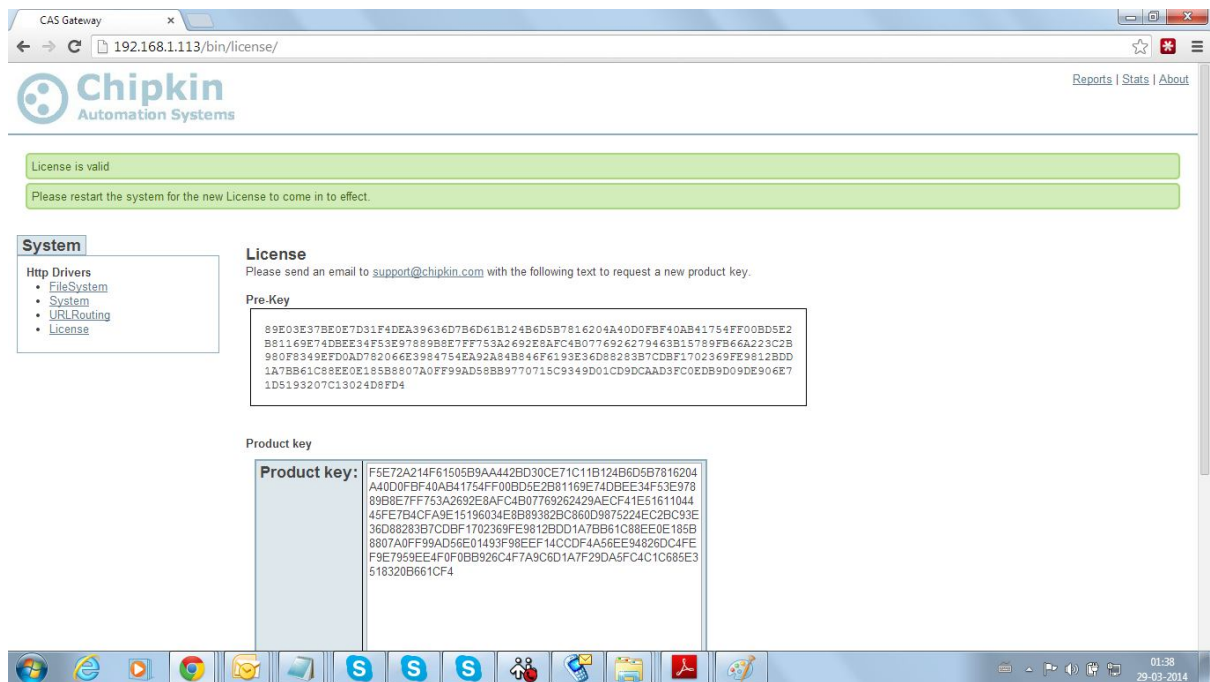 CAS Gateway
192.168.1.113/bin/license/
Chipkin
Automation Systems
Reports | Stats | About
License is valid
Please restart the system for the new License to come in to effect.
System
Http Drivers
FileSystem
System
URLRouting
License
License
Please send an email to support@chipkin.com with the following text to request a new product key.
Pre-Key
89E03E37BE0E7D31F4DEA39636D7B6D61B124B6D5B7816204A40D0FBF40AB41754FF00BD5E2
B81169E74DBEE34F53E97889B8E7FF753A2692E8AFC4B0776926279463B15789FB66A223C2B
980F8349EFD0AD782066E3984754EA92A84B846F6193E36D88283B7CDBF1702369FE9812BDD
1A7BB61C88EE0E185B8807A0FF99AD58BB9770715C9349D01CD9DCAAD3FC0EDB9D09DE906E7
1D5193207C13024D8FD4
Product key
Product key:
F5E72A214F61505B9AA442BD30CE71C11B124B6D5B7816204
A40D0FBF40AB41754FF00BD5E2B81169E74DBEE34F53E978
89B8E7FF753A2692E8AFC4B07769262429AECF41E51611044
45FE7B4CFA9E15196034E8B89382BC860D9875224EC2BC93E
36D88283B7CDBF1702369FE9812BDD1A7BB61C88EE0E185B
8807A0FF99AD56E01493F98EEF14CCDF4A56EE94826DC4FE
F9E7959EE4F0F0BB926C4F7A9C6D1A7F29DA5FC4C1C685E3
518320B661CF4
01:38
29-03-2014